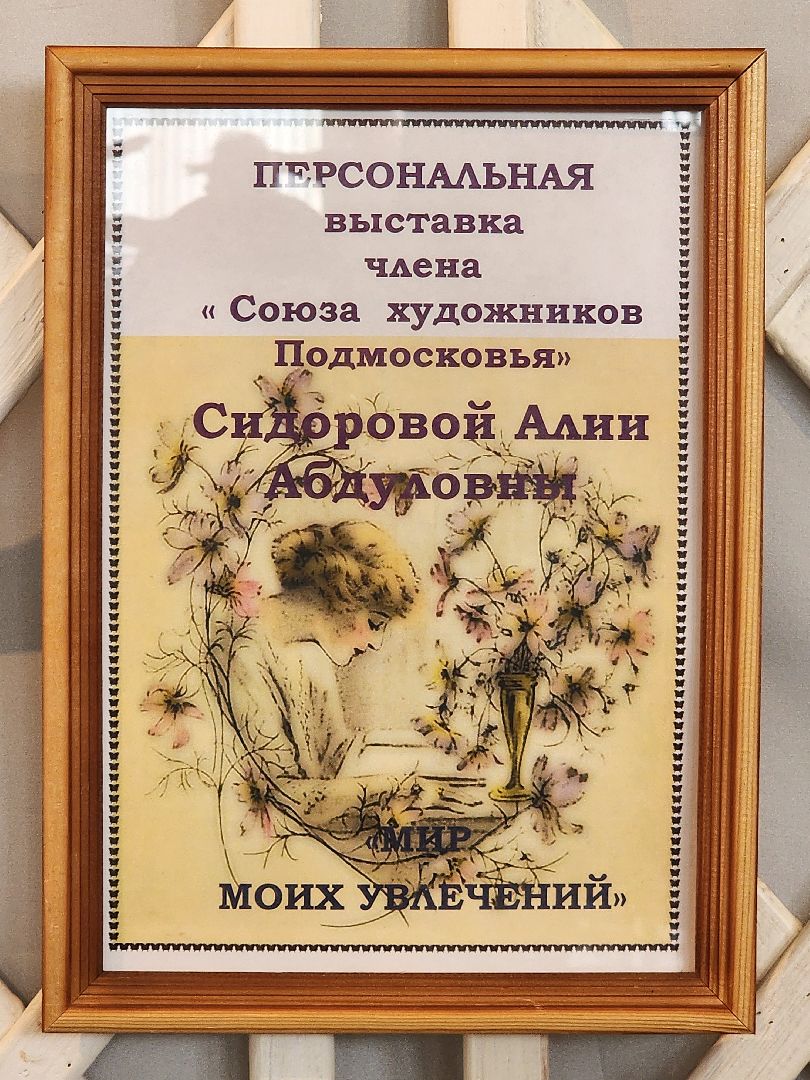 ПЕРСОНАЛЬНАЯ
выставка
члена
« Союза художников
Подмосковья»
Сидоровой Алии
Абдуловны
«МИР
МОИХ УВЛЕЧЕНИЙ»